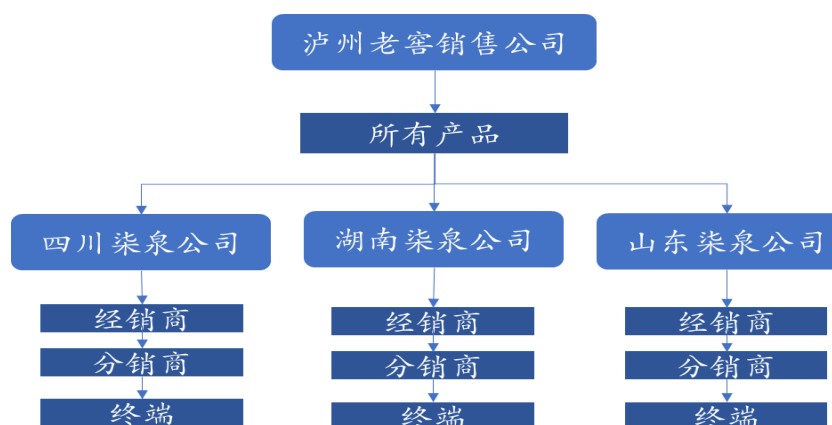 泸州老窖销售公司
所有产品
四川柒泉公司
湖南柒泉公司
山东柒泉公司
经销商
经销商
经销商
分销商
分销商
分销商
终端
终端
终端